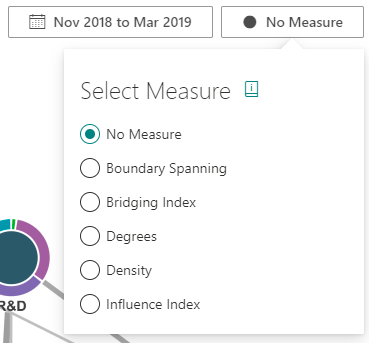 Nov 2018 to Mar 2019
No Measure
Select Measure
No Measure
Boundary Spanning
Bridging Index
Degrees
Density
Influence Index
R&D